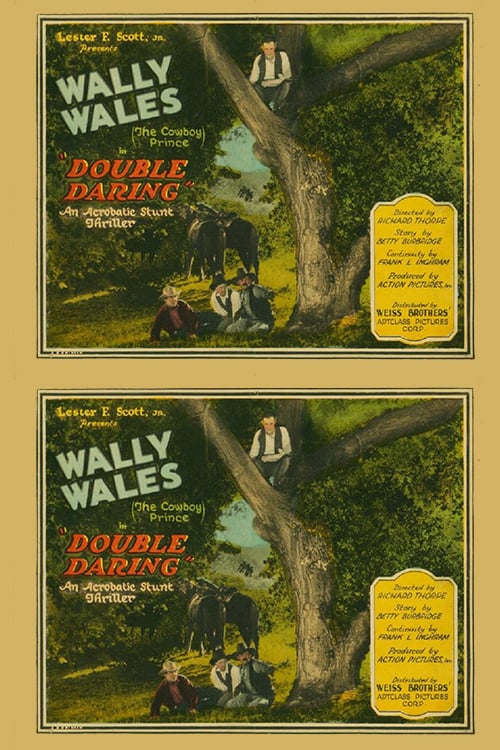 Lester F. Scott, Jr.
Presents
WALLY
WALES
(The Cowboy
Prince)
in
"DOUBLE
DARING"
An Acrobatic Stunt
Thriller
Directed by
RICHARD THORPE
Story by
BETTY BURBRIDGE
Continuity by
FRANK L. INGHRAM
Produced by
ACTION PICTURES, Inc.
Distributed by
WEISS BROTHERS'
ARTCLASS PICTURES
CORP.
Lester F. Scott, Jr.
Presents
WALLY
WALES
(The Cowboy
Prince)
in
"DOUBLE
DARING"
An Acrobatic Stunt
Thriller
Directed by
RICHARD THORPE
Story by
BETTY BURBRIDGE
Continuity by
FRANK L. INGHRAM
Produced by
ACTION PICTURES, Inc.
Distributed by
WEISS BROTHERS'
ARTCLASS PICTURES
CORP.